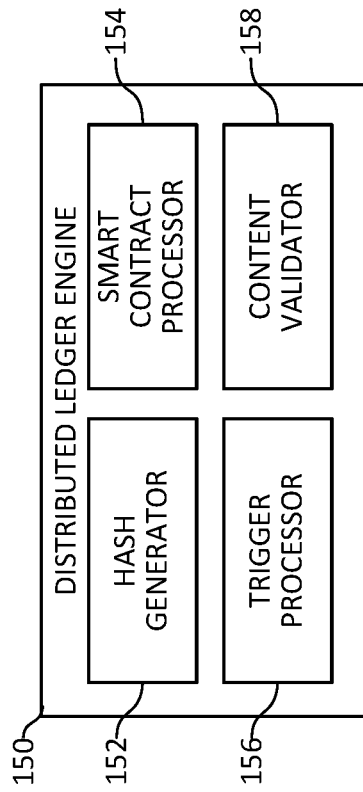 150
DISTRIBUTED LEDGER ENGINE
152
HASH
GENERATOR
154
SMART
CONTRACT
PROCESSOR
156
TRIGGER
PROCESSOR
158
CONTENT
VALIDATOR